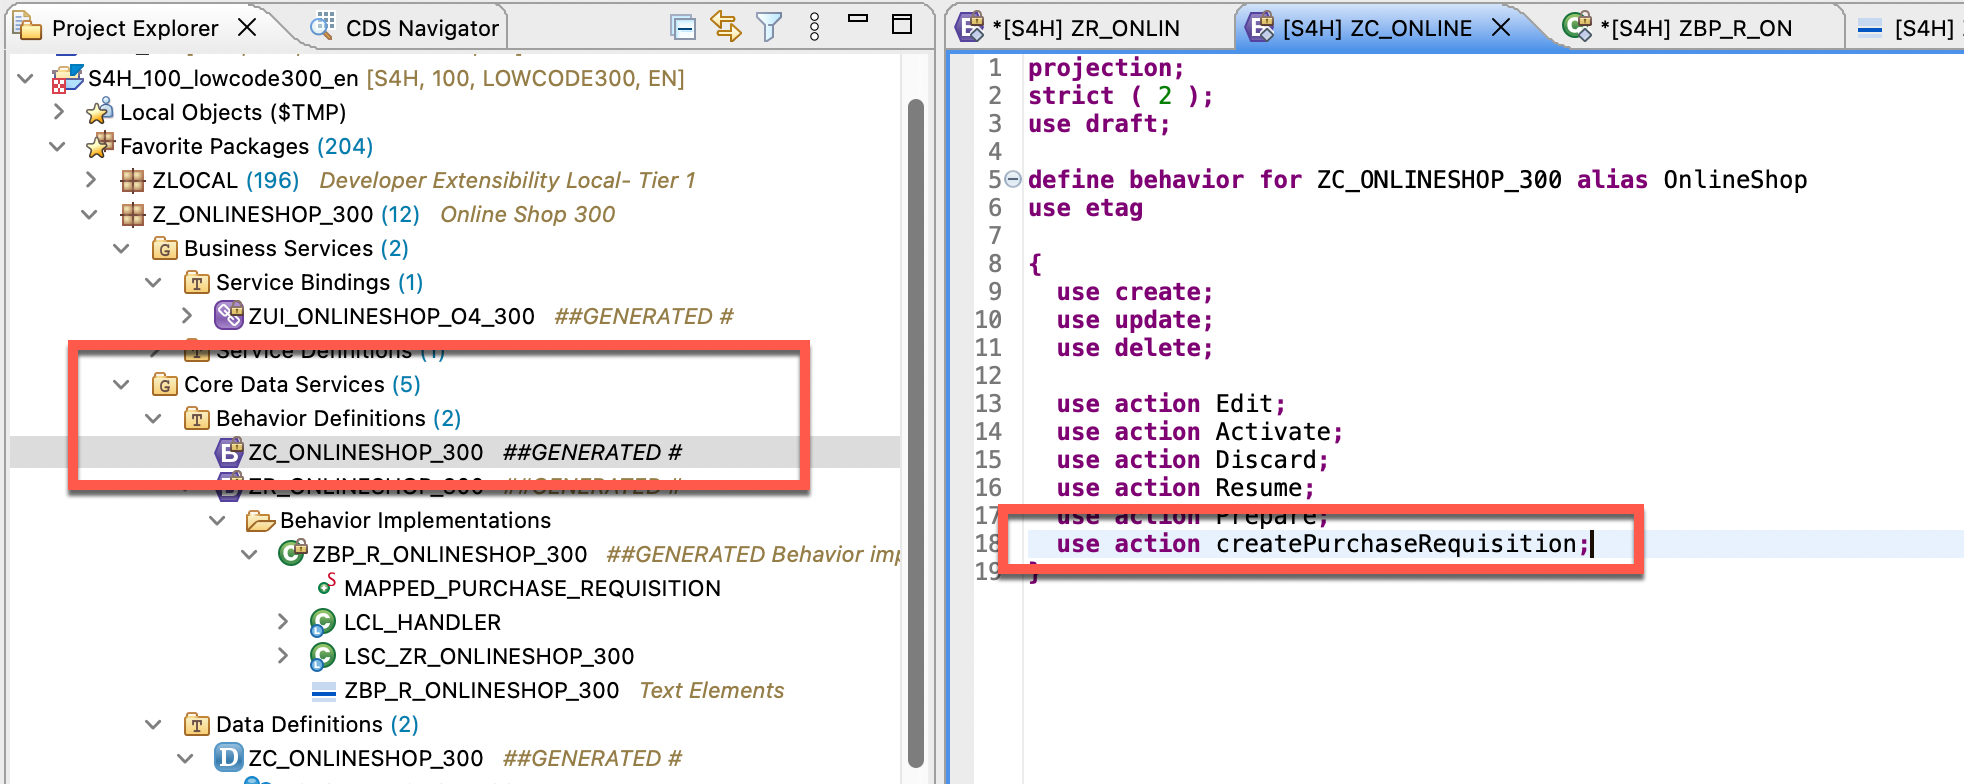 Project Explorer
CDS Navigator
S4H_100_lowcode300_en [S4H, 100, LOWCODE300, EN]
Local Objects ($TMP)
Favorite Packages (204)
ZLOCAL (196) Developer Extensibility Local- Tier 1
Z_ONLINESHOP_300 (12) Online Shop 300
Business Services (2)
Service Bindings (1)
ZUI_ONLINESHOP_O4_300 ##GENERATED #
Service Definitions (1)
Core Data Services (5)
Behavior Definitions (2)
ZC_ONLINESHOP_300 ##GENERATED #
ZR_ONLINESHOP_300 ##GENERATED #
Behavior Implementations
ZBP_R_ONLINESHOP_300 ##GENERATED Behavior imp
MAPPED_PURCHASE_REQUISITION
LCL_HANDLER
LSC_ZR_ONLINESHOP_300
ZBP_R_ONLINESHOP_300 Text Elements
Data Definitions (2)
ZC_ONLINESHOP_300 ##GENERATED #
*[S4H] ZR_ONLIN
[S4H] ZC_ONLINE
*[S4H] ZBP_R_ON
[S4H]
1 projection;
2 strict ( 2 );
3 use draft;
4
5 define behavior for ZC_ONLINESHOP_300 alias OnlineShop
6 use etag
7
8 {
9 use create;
10 use update;
11 use delete;
12
13 use action Edit;
14 use action Activate;
15 use action Discard;
16 use action Resume;
17 use action Prepare;
18 use action createPurchaseRequisition;
19 }